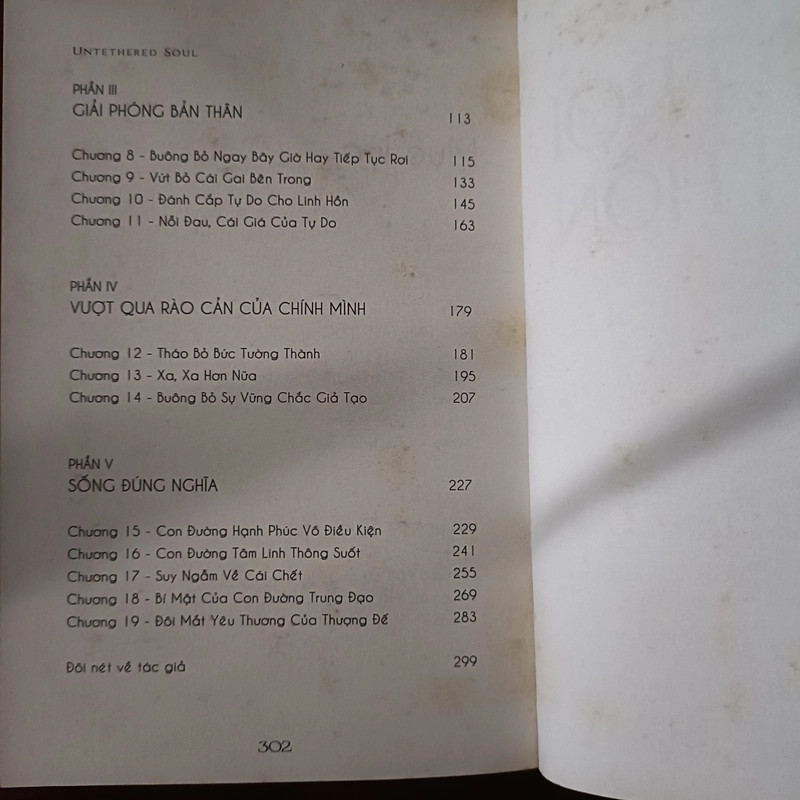 UNTETHERED SOUL
PHẦN III
GIẢI PHÓNG BẢN THÂN 113
Chương 8 - Buông Bỏ Ngay Bây Giờ Hay Tiếp Tục Rơi 115
Chương 9 - Vứt Bỏ Cái Gai Bên Trong 133
Chương 10 - Đánh Cắp Tự Do Cho Linh Hồn 145
Chương 11 - Nỗi Đau, Cái Giá Của Tự Do 163
PHẦN IV
VƯỢT QUA RÀO CẢN CỦA CHÍNH MÌNH 179
Chương 12 - Tháo Bỏ Bức Tường Thành 181
Chương 13 - Xa, Xa Hơn Nữa 195
Chương 14 - Buông Bỏ Sự Vững Chắc Giả Tạo 207
PHẦN V
SỐNG ĐÚNG NGHĨA 227
Chương 15 - Con Đường Hạnh Phúc Vô Điều Kiện 229
Chương 16 - Con Đường Tâm Linh Thông Suốt 241
Chương 17 - Suy Ngẫm Về Cái Chết 255
Chương 18 - Bí Mật Của Con Đường Trung Đạo 269
Chương 19 - Đôi Mắt Yêu Thương Của Thượng Đế 283
Đôi nét về tác giả 299
302